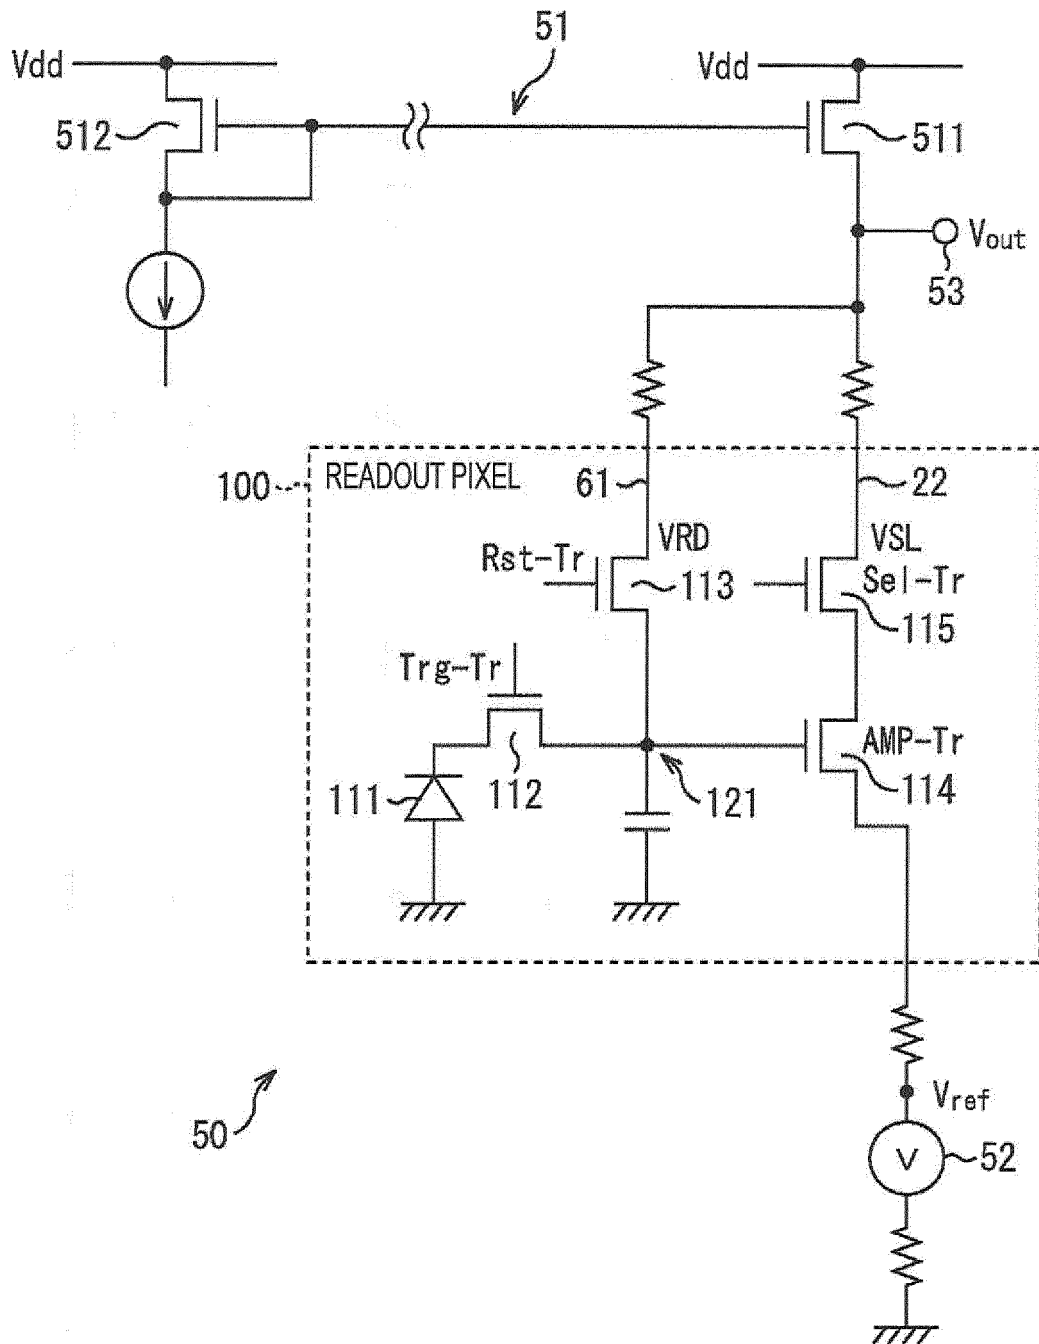 51
Vdd
Vdd
512
511
Vout
53
100
READOUT PIXEL
61
22
VRD
VSL
Rst-Tr
113
Sel-Tr
115
Trg-Tr
AMP-Tr
111
112
121
114
Vref
50
V
52